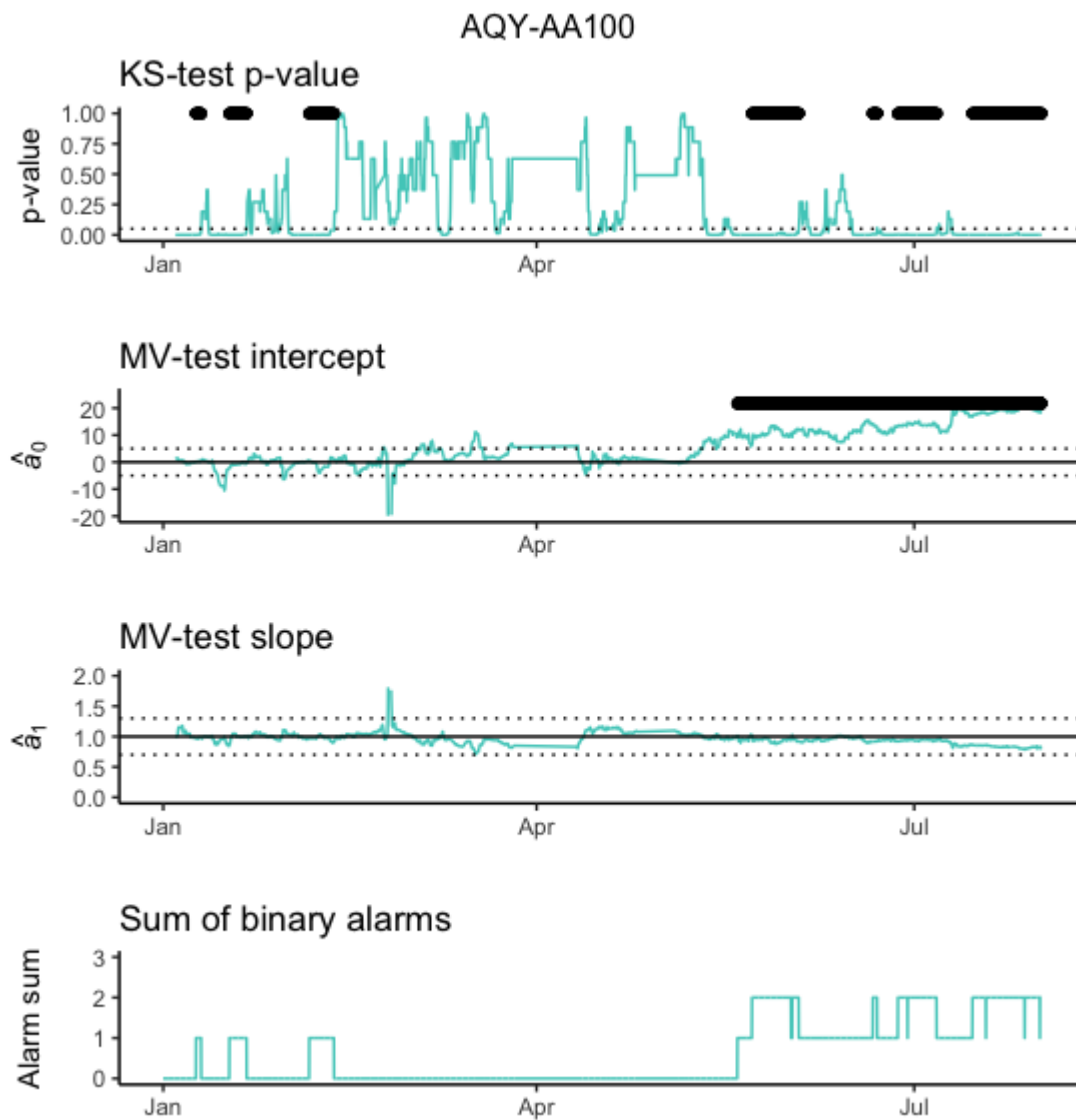 AQY-AA100
KS-test p-value
p-value
1.00
0.75
0.50
0.25
0.00
Jan Apr Jul
MV-test intercept
â0
20
10
0
-10
-20
Jan Apr Jul
MV-test slope
â1
2.0
1.5
1.0
0.5
0.0
Jan Apr Jul
Sum of binary alarms
Alarm sum
3
2
1
0
Jan Apr Jul